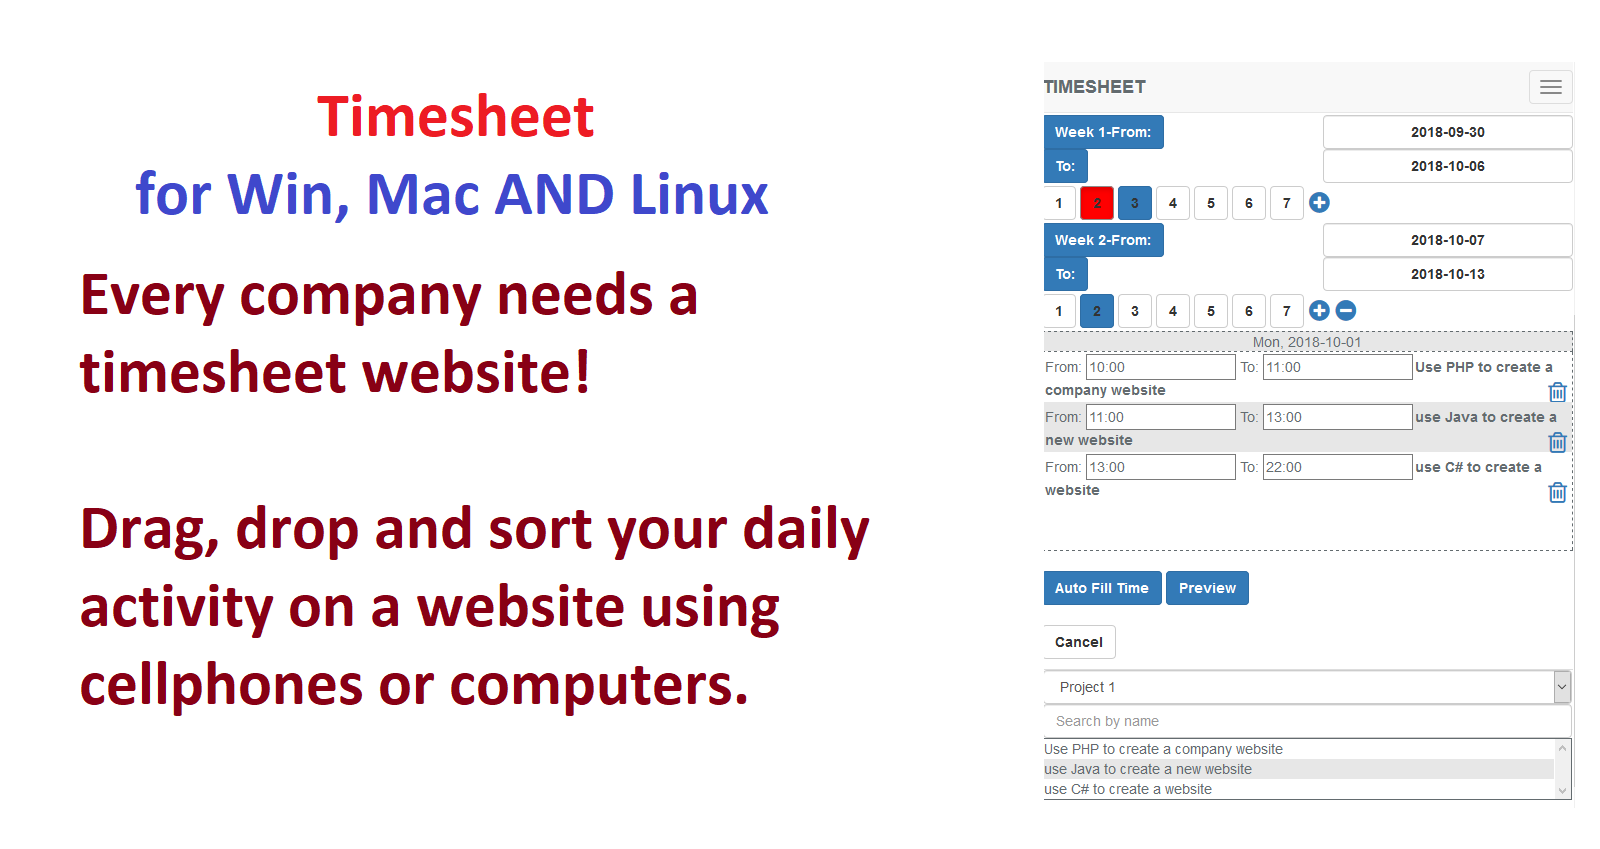 Timesheet
for Win, Mac AND Linux
Every company needs a
timesheet website!
Drag, drop and sort your daily
activity on a website using
cellphones or computers.
TIMESHEET
Week 1-From: 2018-09-30
To: 2018-10-06
1 2 3 4 5 6 7
Week 2-From: 2018-10-07
To: 2018-10-13
1 2 3 4 5 6 7
Mon, 2018-10-01
From: 10:00 To: 11:00 Use PHP to create a
company website
From: 11:00 To: 13:00 use Java to create a
new website
From: 13:00 To: 22:00 use C# to create a
website
Auto Fill Time Preview
Cancel
Project 1
Search by name
Use PHP to create a company website
use Java to create a new website
use C# to create a website